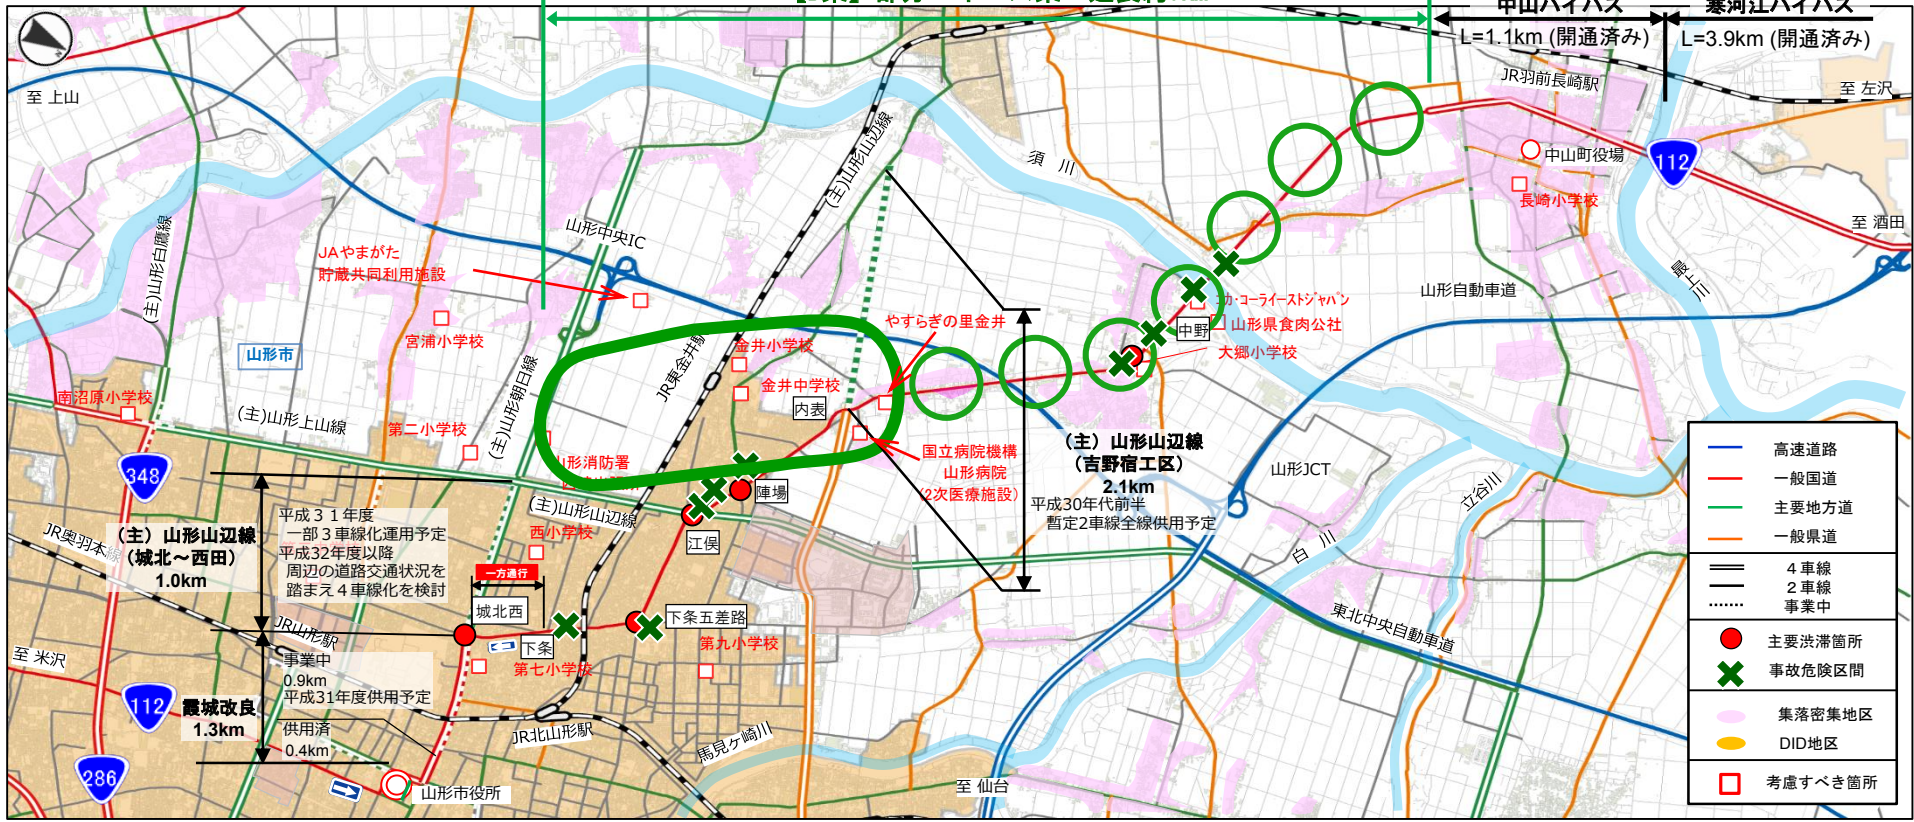 中山バイパス
L=1.1km (開通済み)
寒河江バイパス
L=3.9km (開通済み)
至 上山
JR羽前長崎駅
至 左沢
(主)山形山辺線
須 川
中山町役場
112
長崎小学校
至 酒田
(主)山形白鷹線
山形中央IC
JAやまがた
貯蔵共同利用施設
最上川
山形自動車道
コカ・コーライーストジャパン
山形県食肉公社
中野
大郷小学校
やすらぎの里金井
宮浦小学校
山形市
JR東金井駅
金井小学校
金井中学校
内表
南沼原小学校
(主)山形上山線
(主)山形朝日線
第二小学校
(主) 山形山辺線
(吉野宿工区)
2.1km
平成30年代前半
暫定2車線全線供用予定
国立病院機構
山形病院
(2次医療施設)
山形JCT
立谷川
白 川
348
山形消防署
陣場
(主)山形山辺線
江俣
西小学校
JR奥羽本線
(主) 山形山辺線
(城北~西田)
1.0km
平成31年度
一部3車線化運用予定
平成32年度以降
周辺の道路交通状況を
踏まえ4車線化を検討
一方通行
城北西
下条
下条五差路
第九小学校
第七小学校
東北中央自動車道
JR山形駅
至 米沢
事業中
0.9km
平成31年度供用予定
112
霞城改良
1.3km
供用済
0.4km
JR北山形駅
馬見ヶ崎川
286
山形市役所
至 仙台
高速道路
一般国道
主要地方道
一般県道
4車線
2車線
事業中
主要渋滞箇所
事故危険区間
集落密集地区
DID地区
考慮すべき箇所